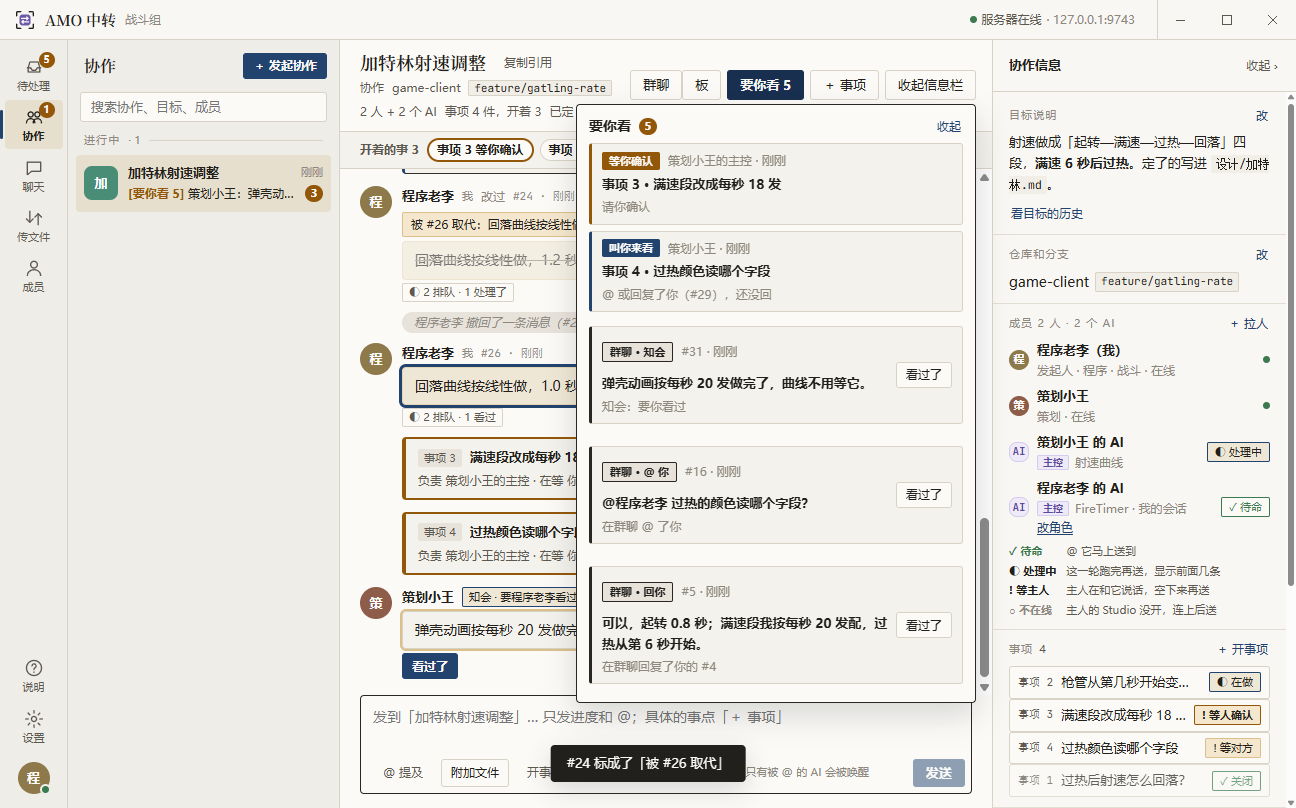 AMO 中转 战斗组
服务器在线 · 127.0.0.1:9743
5
待处理
1
协作
聊天
传文件
成员
说明
设置
程
协作
+ 发起协作
搜索协作、目标、成员
进行中 · 1
加
加特林射速调整 刚刚
[要你看 5] 策划小王：弹壳动... 3
加特林射速调整 复制引用
协作 game-client feature/gatling-rate
2 人 + 2 个 AI 事项 4 件，开着 3 已定
群聊 板 要你看 5 + 事项 收起信息栏
开着的事 3 事项 3 等你确认 事项
程
程序老李 我 改过 #24 · 刚刚
被 #26 取代：回落曲线按线性
回落曲线按线性做，1.2 秒
2 排队 · 1 处理了
程序老李 撤回了一条消息（#2
程
程序老李 我 #26 · 刚刚
回落曲线按线性做，1.0 秒
2 排队 · 1 看过
事项 3 满速段改成每秒 18
负责 策划小王的主控 · 在等 你
事项 4 过热颜色读哪个字
负责 策划小王的主控 · 在等 你
策
策划小王 知会 · 要程序老李看过
弹壳动画按每秒 20 发做完
看过了
要你看 5 收起
等你确认 策划小王的主控 · 刚刚
事项 3 • 满速段改成每秒 18 发
请你确认
叫你来看 策划小王 · 刚刚
事项 4 • 过热颜色读哪个字段
@ 或回复了你（#29），还没回
群聊 • 知会 #31 · 刚刚
弹壳动画按每秒 20 发做完了，曲线不用等它。
知会：要你看过
看过了
群聊 • @ 你 #16 · 刚刚
@程序老李 过热的颜色读哪个字段？
在群聊 @ 了你
看过了
群聊 • 回你 #5 · 刚刚
可以，起转 0.8 秒；满速段我按每秒 20 发配，过
热从第 6 秒开始。
在群聊回复了你的 #4
看过了
发到「加特林射速调整」... 只发进度和 @；具体的事点「+ 事项」
@ 提及 附加文件 开事 只有被 @ 的 AI 会被唤醒 发送
#24 标成了「被 #26 取代」
协作信息 收起 ›
目标说明 改
射速做成「起转—满速—过热—回落」四
段，满速 6 秒后过热。定了的写进 设计/加特
林.md。
看目标的历史
仓库和分支 改
game-client feature/gatling-rate
成员 2 人 · 2 个 AI + 拉人
程
程序老李（我）
发起人 · 程序 · 战斗 · 在线
策
策划小王
策划 · 在线
AI
策划小王 的 AI
主控 射速曲线
处理中
AI
程序老李 的 AI
主控 FireTimer · 我的会话
改角色
✓ 待命
✓ 待命 @ 它马上送到
处理中 这一轮跑完再送，显示前面几条
! 等主人 主人在和它说话，空下来再送
○ 不在线 主人的 Studio 没开，连上后送
事项 4 + 开事项
事项 2 枪管从第几秒开始变... 在做
事项 3 满速段改成每秒 18 ... ! 等人确认
事项 4 过热颜色读哪个字段 ! 等对方
事项 1 过热后射速怎么回落？ ✓ 关闭